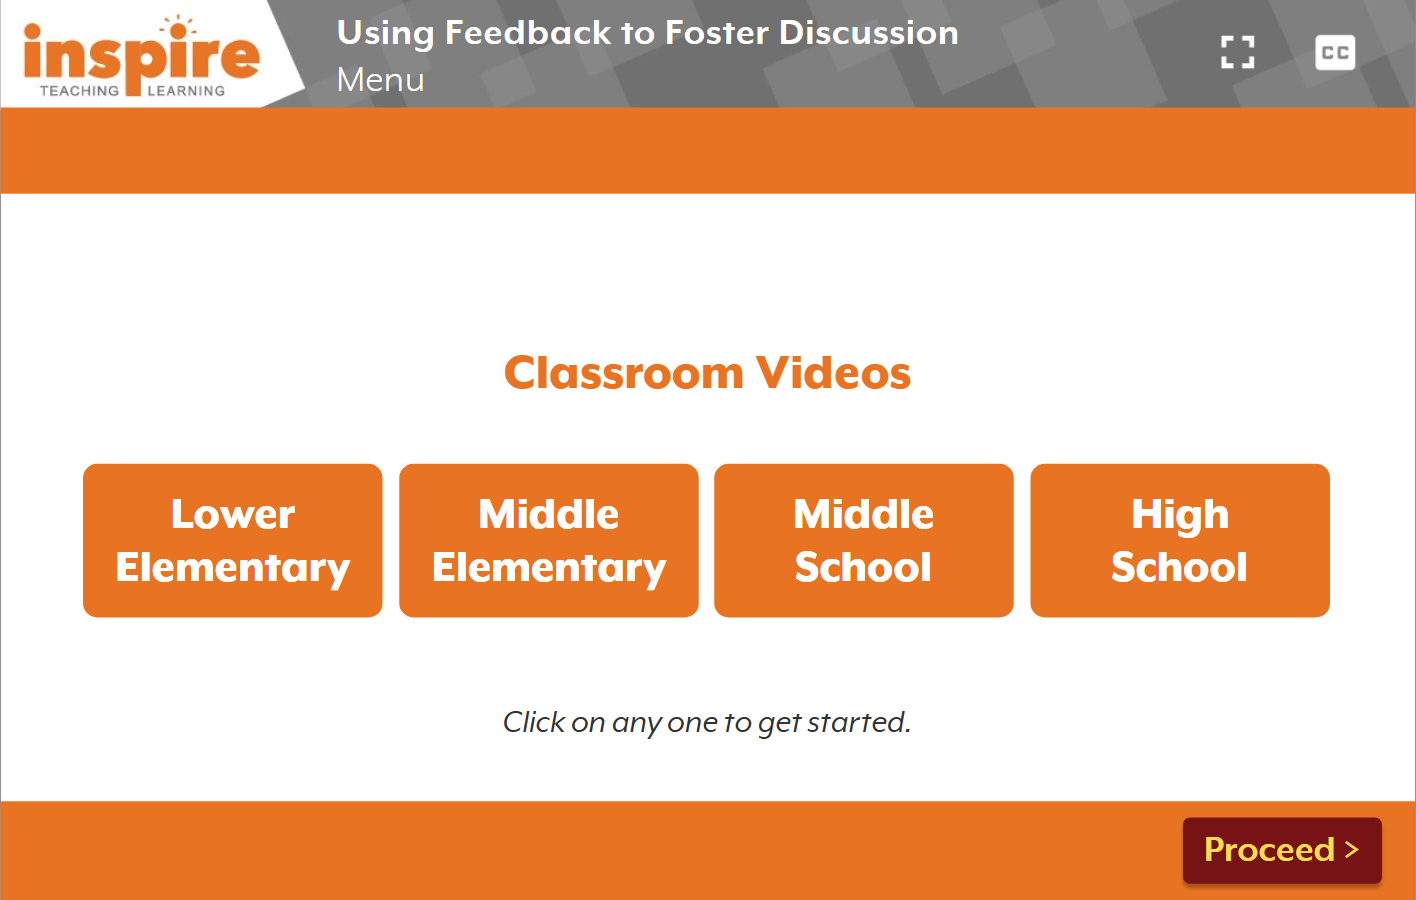 inspire
TEACHING LEARNING
Using Feedback to Foster Discussion
Menu
CC
Classroom Videos
Lower
Elementary
Middle
Elementary
Middle
School
High
School
Click on any one to get started.
Proceed >